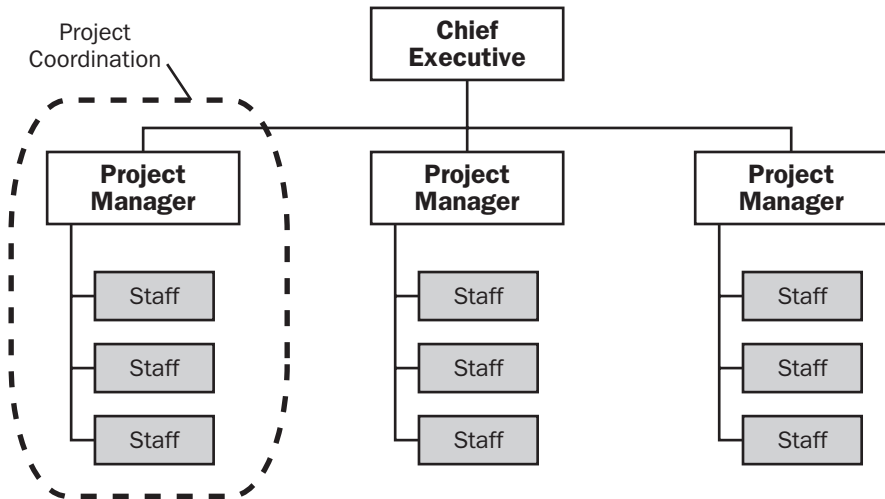 Project
Coordination
Chief
Executive
Project
Manager
Project
Manager
Project
Manager
Staff
Staff
Staff
Staff
Staff
Staff
Staff
Staff
Staff